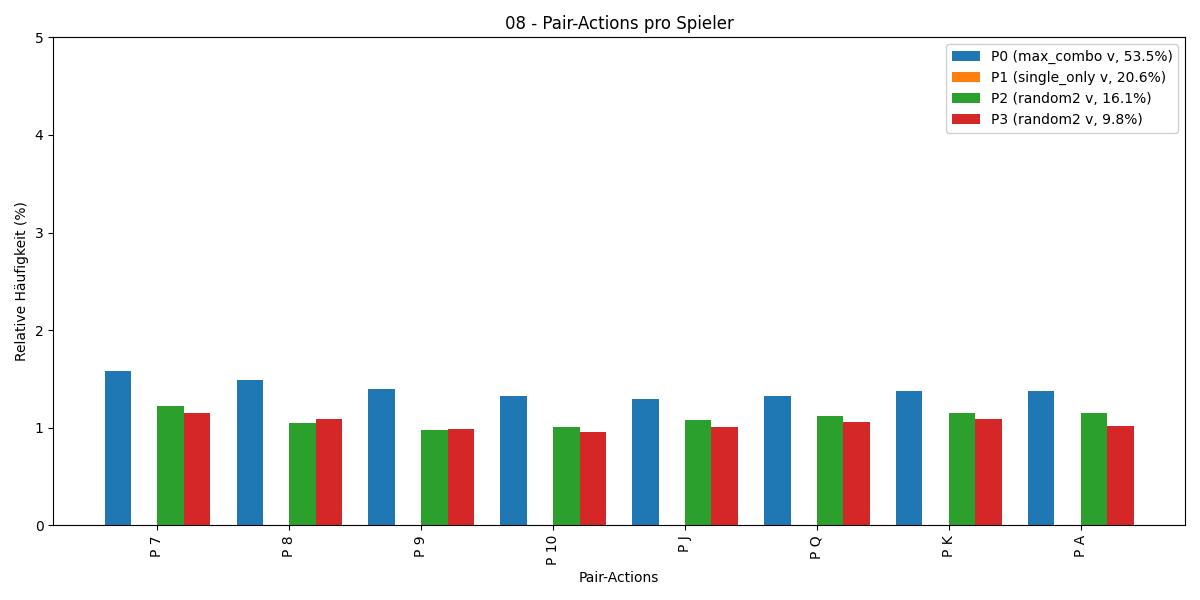 08 - Pair-Actions pro Spieler
P0 (max_combo v, 53.5%)
P1 (single_only v, 20.6%)
P2 (random2 v, 16.1%)
P3 (random2 v, 9.8%)
Relative Häufigkeit (%)
5
4
3
2
1
0
P 7
P 8
P 9
P 10
P J
P Q
P K
P A
Pair-Actions